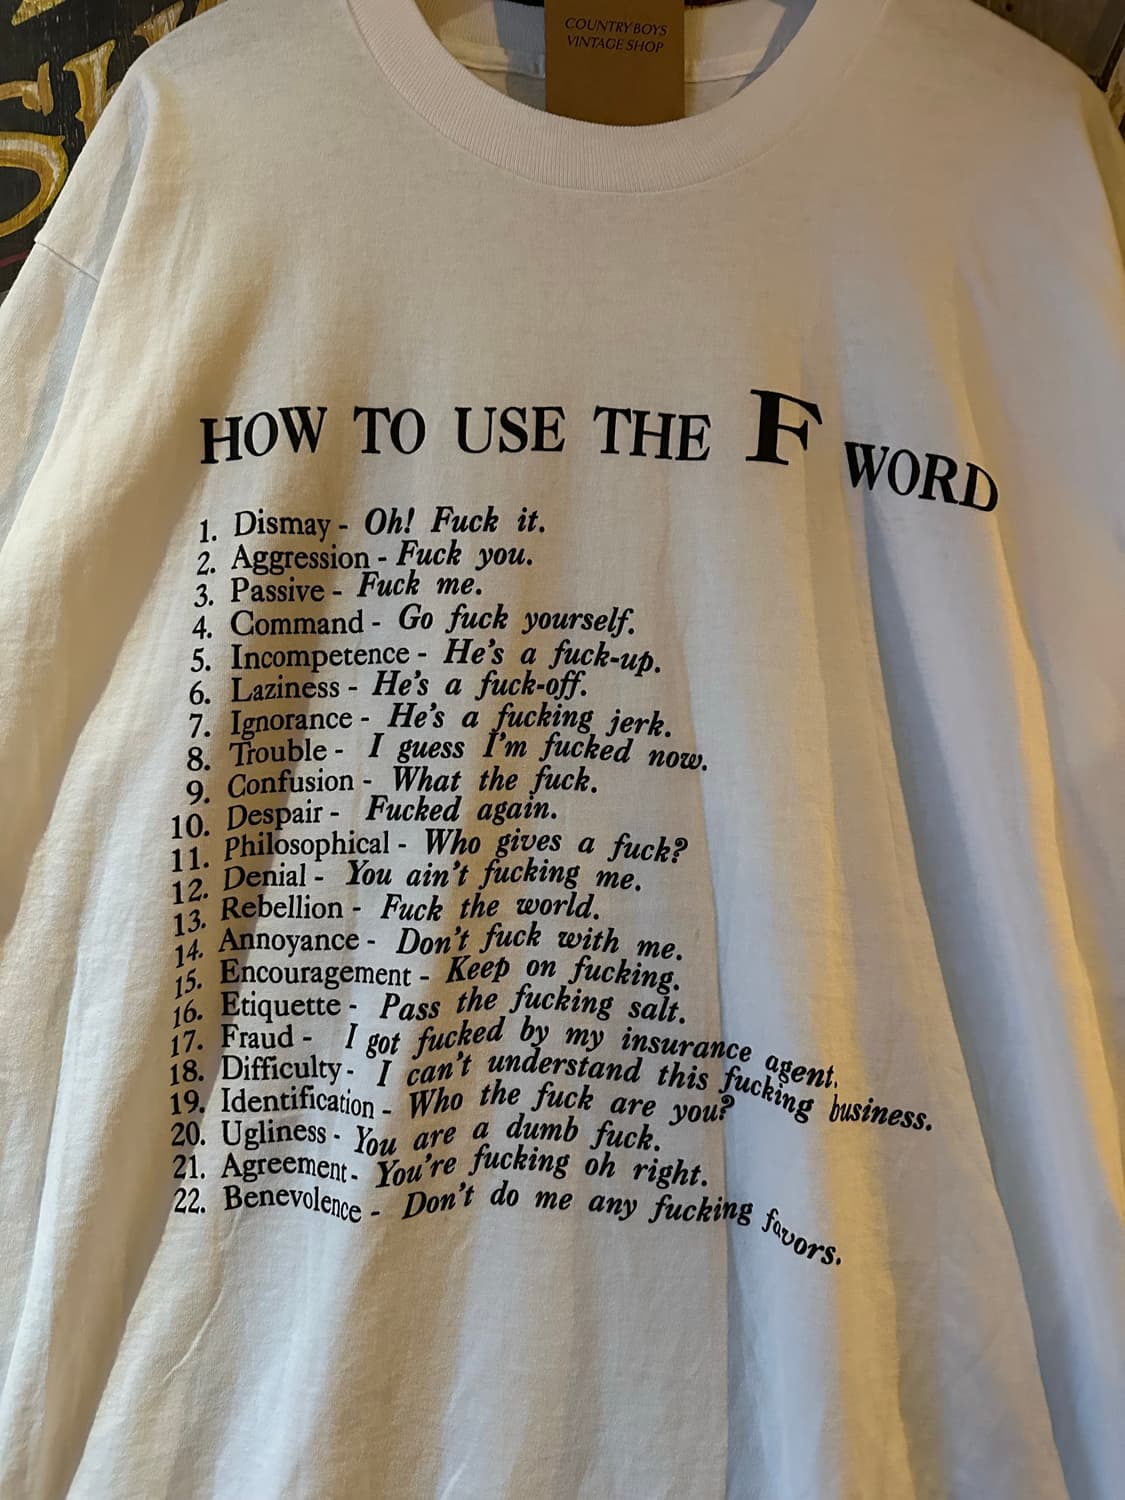 COUNTRY BOYS
VINTAGE SHOP
HOW TO USE THE F WORD
1. Dismay - Oh! Fuck it.
2. Aggression - Fuck you.
3. Passive - Fuck me.
4. Command - Go fuck yourself.
5. Incompetence - He's a fuck-up.
6. Laziness - He's a fuck-off.
7. Ignorance - He's a fucking jerk.
8. Trouble - I guess I'm fucked now.
9. Confusion - What the fuck.
10. Despair - Fucked again.
11. Philosophical - Who gives a fuck?
12. Denial - You ain't fucking me.
13. Rebellion - Fuck the world.
14. Annoyance - Don't fuck with me.
15. Encouragement - Keep on fucking.
16. Etiquette - Pass the fucking salt.
17. Fraud - I got fucked by my insurance agent.
18. Difficulty - I can't understand this fucking business.
19. Identification - Who the fuck are you?
20. Ugliness - You are a dumb fuck.
21. Agreement - You're fucking oh right.
22. Benevolence - Don't do me any fucking favors.